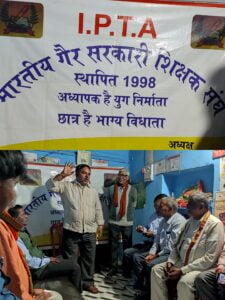 I.P.T.A
भारतीय गैर सरकारी शिक्षक संघ
स्थापित 1998
अध्यापक है युग निर्माता
छात्र है भाग्य विधाता
अध्यक्ष